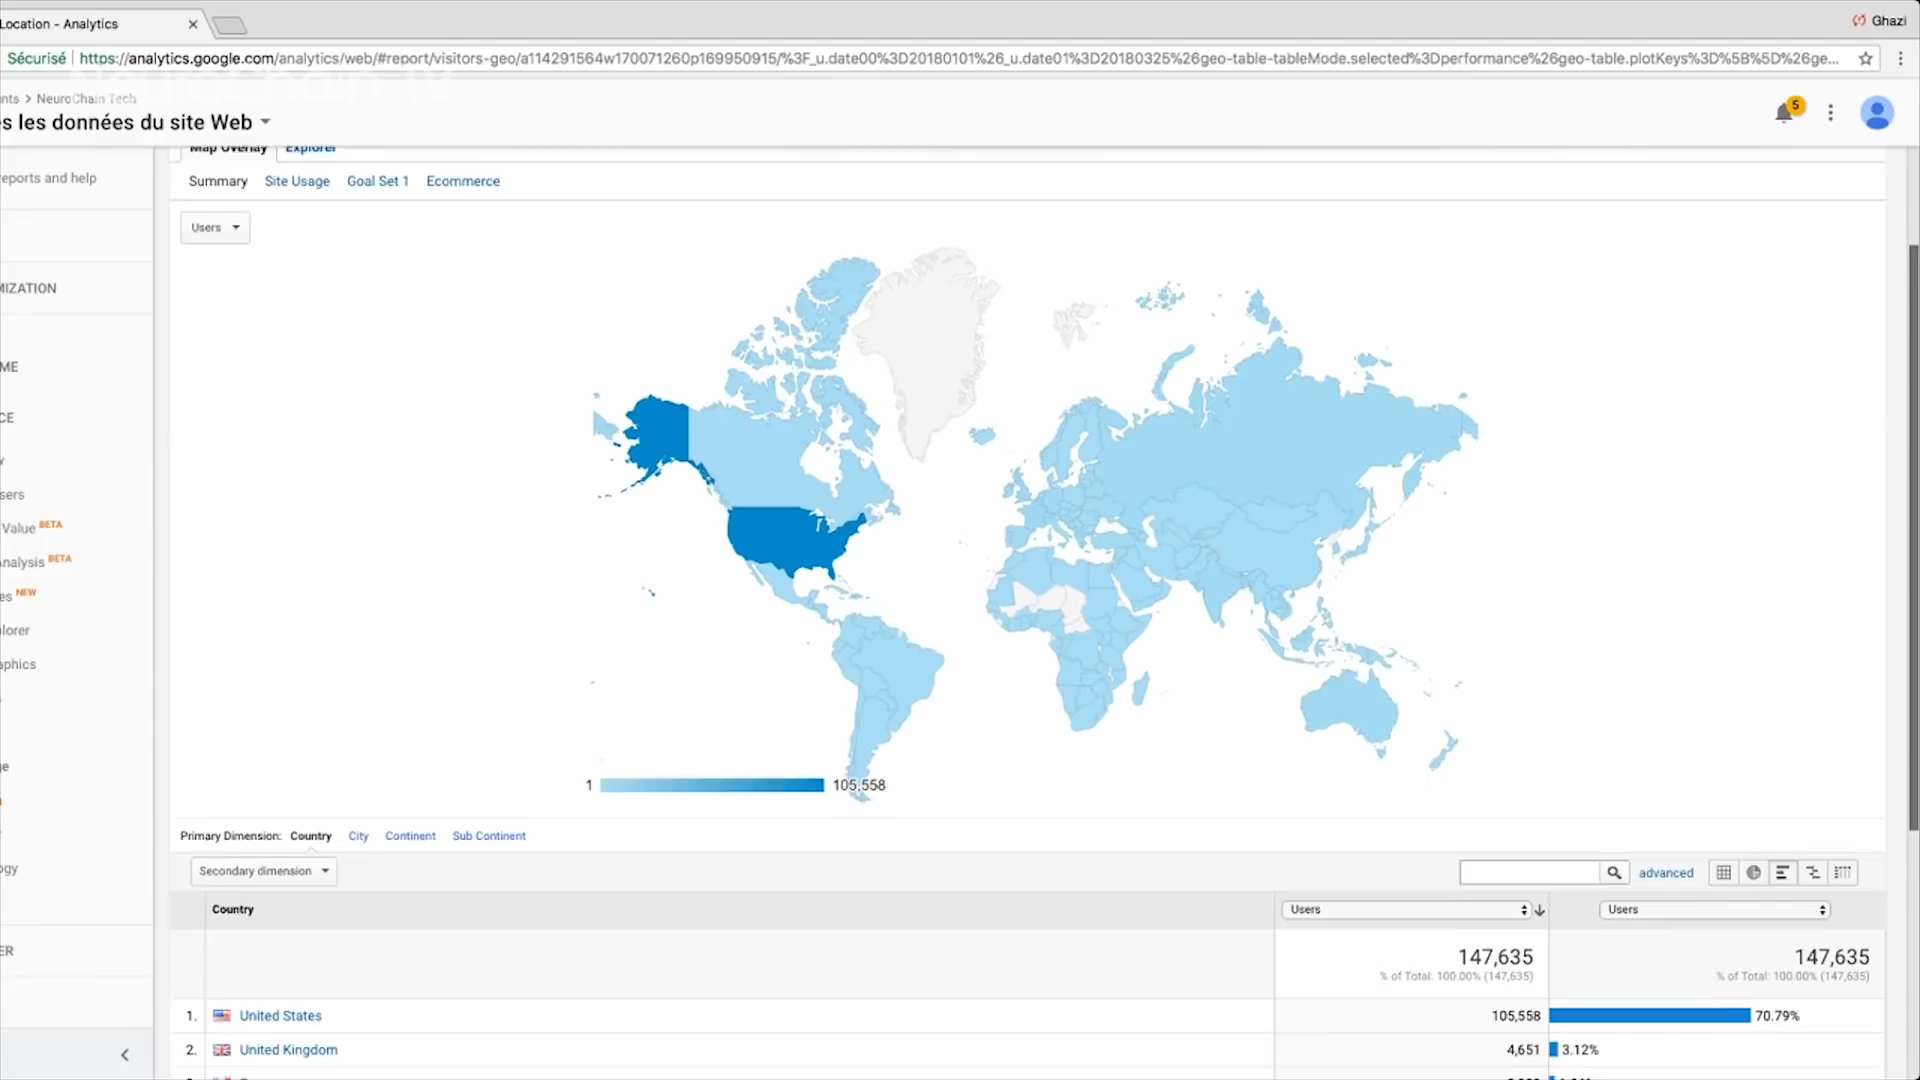 Location - Analytics
Ghazi
Sécurisé
https://analytics.google.com/analytics/web/#report/visitors-geo/a114291564w170071260p169950915/%3F_u.date00%3D20180101%26_u.date01%3D20180325%26geo-table-tableMode.selected%3Dperformance%26geo-table.plotKeys%3D%5B%5D%26ge...
nts > NeuroChain Tech
s les données du site Web
5
Map Overlay
Explorer
eports and help
Summary
Site Usage
Goal Set 1
Ecommerce
Users
MIZATION
ME
CE
y
sers
Value BETA
Analysis BETA
es NEW
lorer
aphics
ge
ogy
ER
1
105,558
Primary Dimension: Country City Continent Sub Continent
Secondary dimension
advanced
Country
Users
Users
147,635
147,635
% of Total: 100.00% (147,635)
% of Total: 100.00% (147,635)
1. United States 105,558 70.79%
2. United Kingdom 4,651 3.12%